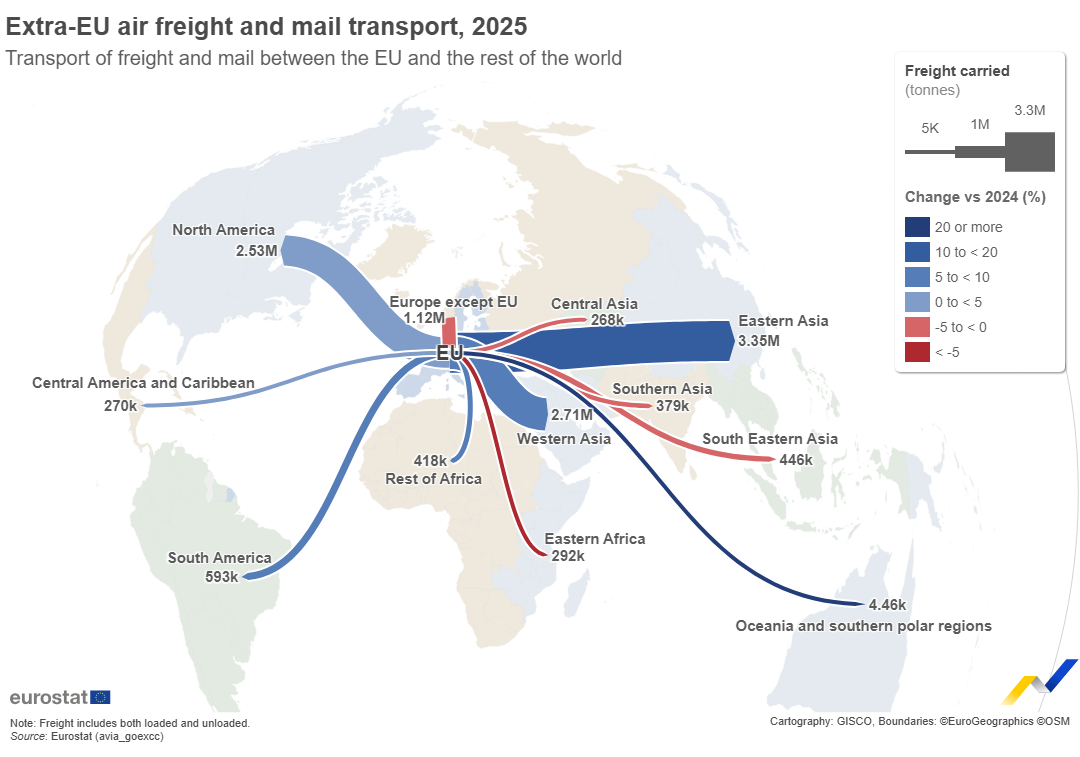 Extra-EU air freight and mail transport, 2025
Transport of freight and mail between the EU and the rest of the world
Freight carried
(tonnes)
5K
1M
3.3M
Change vs 2024 (%)
20 or more
10 to < 20
5 to < 10
0 to < 5
-5 to < 0
< -5
North America
2.53M
Europe except EU
1.12M
Central Asia
268k
Eastern Asia
3.35M
EU
Central America and Caribbean
270k
Southern Asia
379k
2.71M
Western Asia
South Eastern Asia
446k
418k
Rest of Africa
Eastern Africa
292k
South America
593k
4.46k
Oceania and southern polar regions
eurostat
Note: Freight includes both loaded and unloaded.
Source: Eurostat (avia_goexcc)
Cartography: GISCO, Boundaries: ©EuroGeographics ©OSM